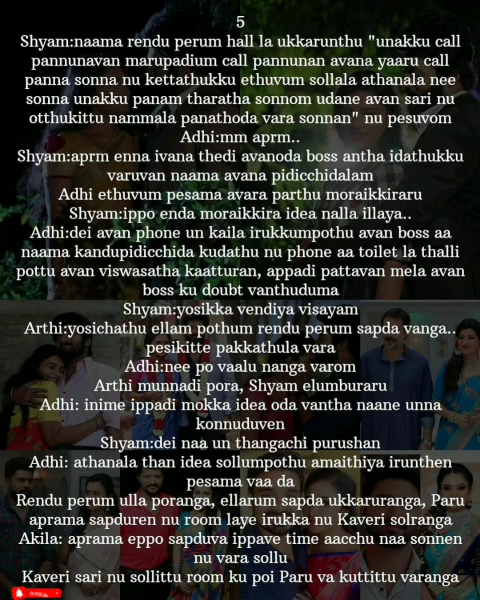 5
Shyam:naama rendu perum hall la ukkarunthu "unakku call
pannunavan marupadium call pannunan avana yaaru call
panna sonna nu kettathukku ethuvum sollala athanala nee
sonna unakku panam tharatha sonnom udane avan sari nu
otthukittu nammala panathoda vara sonnan" nu pesuvom
Adhi:mm aprm..
Shyam:aprm enna ivana thedi avanoda boss antha idathukku
varuvan naama avana pidicchidalam
Adhi ethuvum pesama avara parthu moraikkiraru
Shyam:ippo enda moraikkira idea nalla illaya..
Adhi:dei avan phone un kaila irukkumpothu avan boss aa
naama kandupidicchida kudathu nu phone aa toilet la thalli
pottu avan viswasatha kaatturan, appadi pattavan mela avan
boss ku doubt vanthuduma
Shyam:yosikka vendiya visayam
Arthi:yosichathu ellam pothum rendu perum sapda vanga..
pesikitte pakkathula vara
Adhi:nee po vaalu nanga varom
Arthi munnadi pora, Shyam elumburaru
Adhi: inime ippadi mokka idea oda vantha naane unna
konnuduven
Shyam:dei naa un thangachi purushan
Adhi: athanala than idea sollumpothu amaithiya irunthen
pesama vaa da
Rendu perum ulla poranga, ellarum sapda ukkaruranga, Paru
aprama sapduren nu room laye irukka nu Kaveri solranga
Akila: aprama eppo sapduva ippave time aacchu naa sonnen
nu vara sollu
Kaveri sari nu sollittu room ku poi Paru va kuttittu varanga